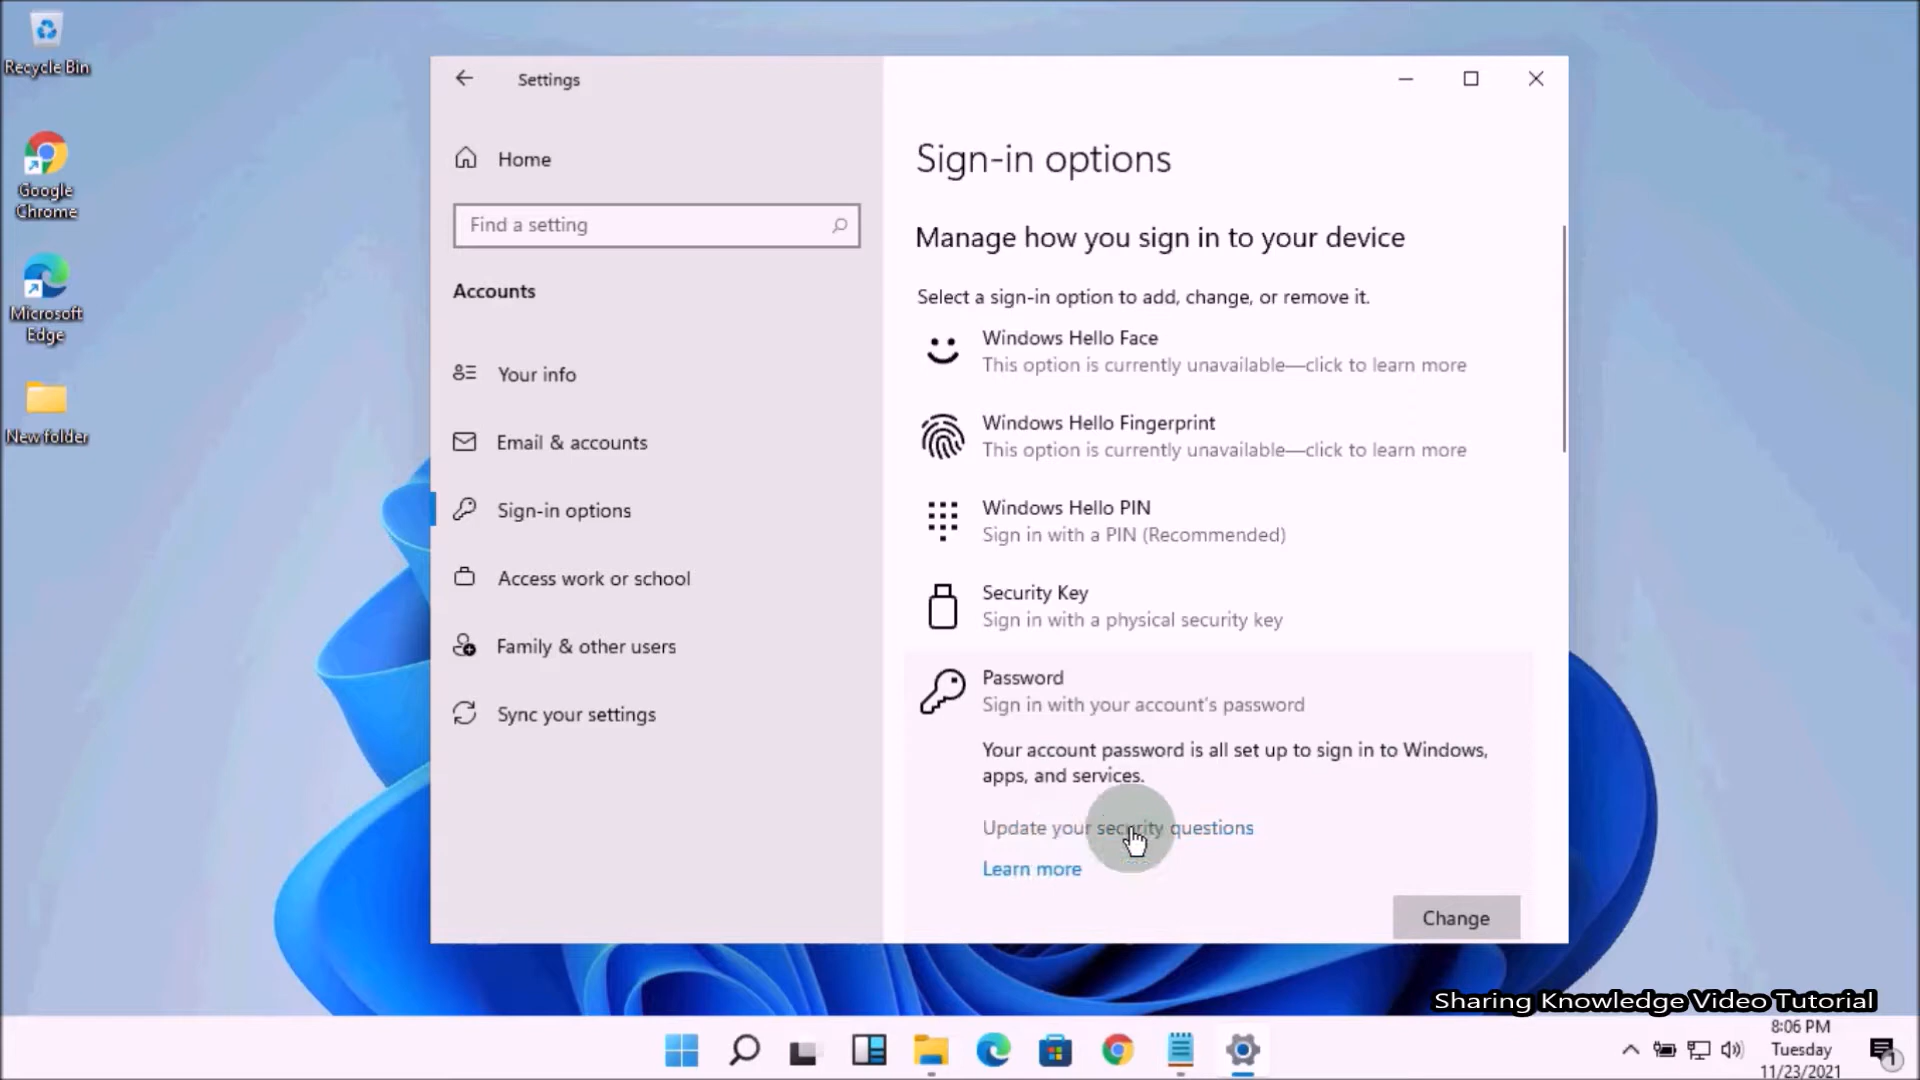 Recycle Bin
Google
Chrome
Microsoft
Edge
New folder
Settings
Home
Find a setting
Accounts
Your info
Email & accounts
Sign-in options
Access work or school
Family & other users
Sync your settings
Sign-in options
Manage how you sign in to your device
Select a sign-in option to add, change, or remove it.
Windows Hello Face
This option is currently unavailable—click to learn more
Windows Hello Fingerprint
This option is currently unavailable—click to learn more
Windows Hello PIN
Sign in with a PIN (Recommended)
Security Key
Sign in with a physical security key
Password
Sign in with your account's password
Your account password is all set up to sign in to Windows,
apps, and services.
Update your security questions
Learn more
Change
Sharing Knowledge Video Tutorial
8:06 PM
Tuesday
11/23/2021
1